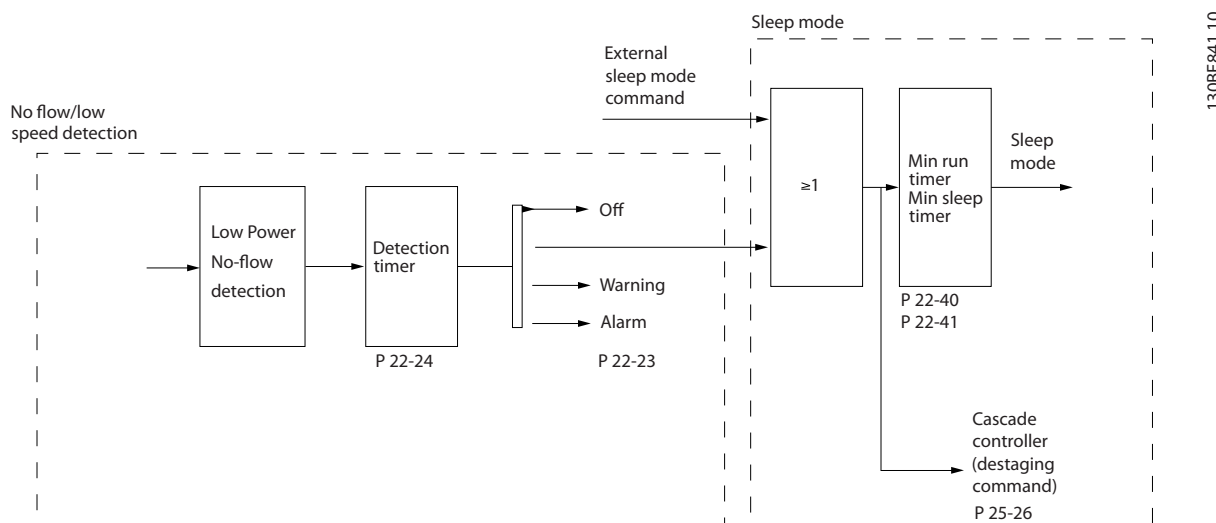 Sleep mode
130BF841.10
External
sleep mode
command
No flow/low
speed detection
Low Power
No-flow
detection
Detection
timer
P 22-24
Off
Warning
Alarm
P 22-23
≥1
Min run
timer
Min sleep
timer
P 22-40
P 22-41
Sleep
mode
Cascade
controller
(destaging
command)
P 25-26